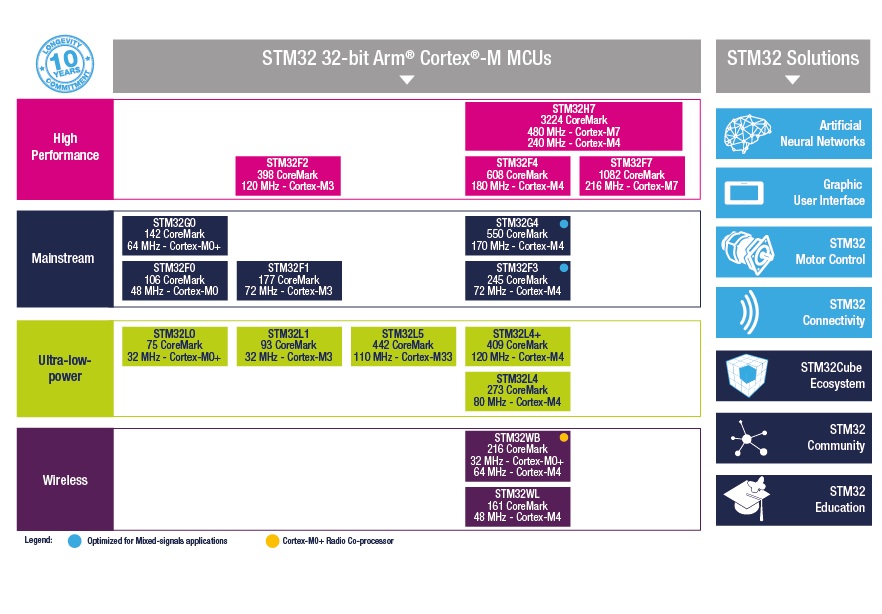 LONGEVITY
10
YEARS
COMMITMENT
STM32 32-bit Arm® Cortex®-M MCUs
STM32 Solutions
High
Performance
STM32H7
3224 CoreMark
480 MHz - Cortex-M7
240 MHz - Cortex-M4
STM32F2
398 CoreMark
120 MHz - Cortex-M3
STM32F4
608 CoreMark
180 MHz - Cortex-M4
STM32F7
1082 CoreMark
216 MHz - Cortex-M7
Mainstream
STM32G0
142 CoreMark
64 MHz - Cortex-M0+
STM32G4
550 CoreMark
170 MHz - Cortex-M4
STM32F0
106 CoreMark
48 MHz - Cortex-M0
STM32F1
177 CoreMark
72 MHz - Cortex-M3
STM32F3
245 CoreMark
72 MHz - Cortex-M4
Ultra-low-
power
STM32L0
75 CoreMark
32 MHz - Cortex-M0+
STM32L1
93 CoreMark
32 MHz - Cortex-M3
STM32L5
442 CoreMark
110 MHz - Cortex-M33
STM32L4+
409 CoreMark
120 MHz - Cortex-M4
STM32L4
273 CoreMark
80 MHz - Cortex-M4
Wireless
STM32WB
216 CoreMark
32 MHz - Cortex-M0+
64 MHz - Cortex-M4
STM32WL
161 CoreMark
48 MHz - Cortex-M4
Artificial
Neural Networks
Graphic
User Interface
STM32
Motor Control
STM32
Connectivity
STM32Cube
Ecosystem
STM32
Community
STM32
Education
Legend:
Optimized for Mixed-signals applications
Cortex-M0+ Radio Co-processor